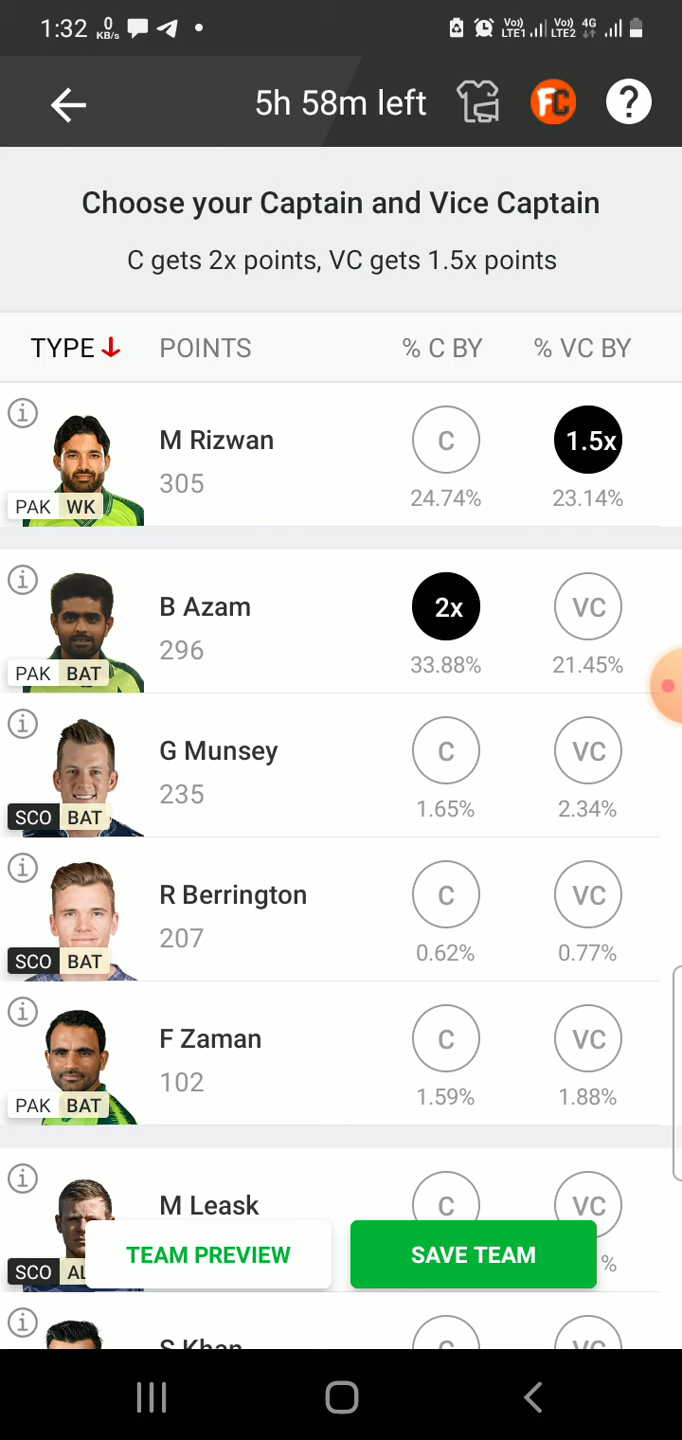 1:32 0 KB/s Vo) LTE1 Vo) LTE2 4G
5h 58m left FC ?
Choose your Captain and Vice Captain
C gets 2x points, VC gets 1.5x points
TYPE POINTS % C BY % VC BY
M Rizwan C 1.5x
305 24.74% 23.14%
PAK WK
B Azam 2x VC
296 33.88% 21.45%
PAK BAT
G Munsey C VC
235 1.65% 2.34%
SCO BAT
R Berrington C VC
207 0.62% 0.77%
SCO BAT
F Zaman C VC
102 1.59% 1.88%
PAK BAT
M Leask C VC
TEAM PREVIEW SAVE TEAM %
SCO
S Khan C VC